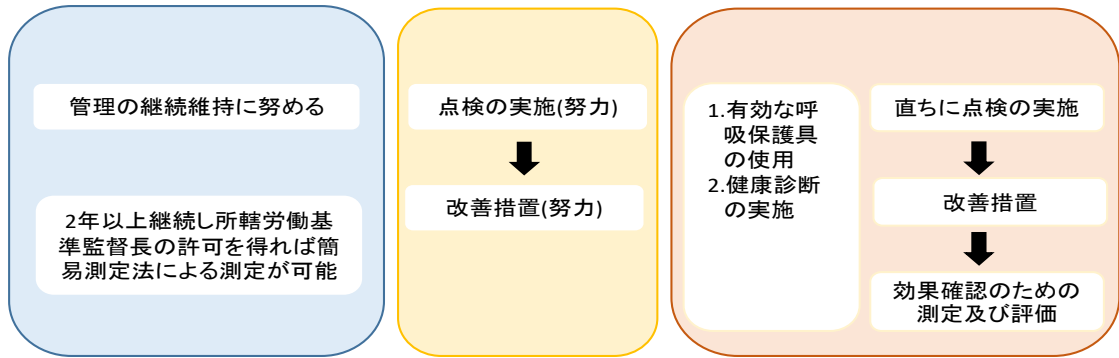 管理の継続維持に努める
2年以上継続し所轄労働基
準監督長の許可を得れば簡
易測定法による測定が可能
点検の実施(努力)
改善措置(努力)
1.有効な呼
吸保護具
の使用
2.健康診断
の実施
直ちに点検の実施
改善措置
効果確認のための
測定及び評価